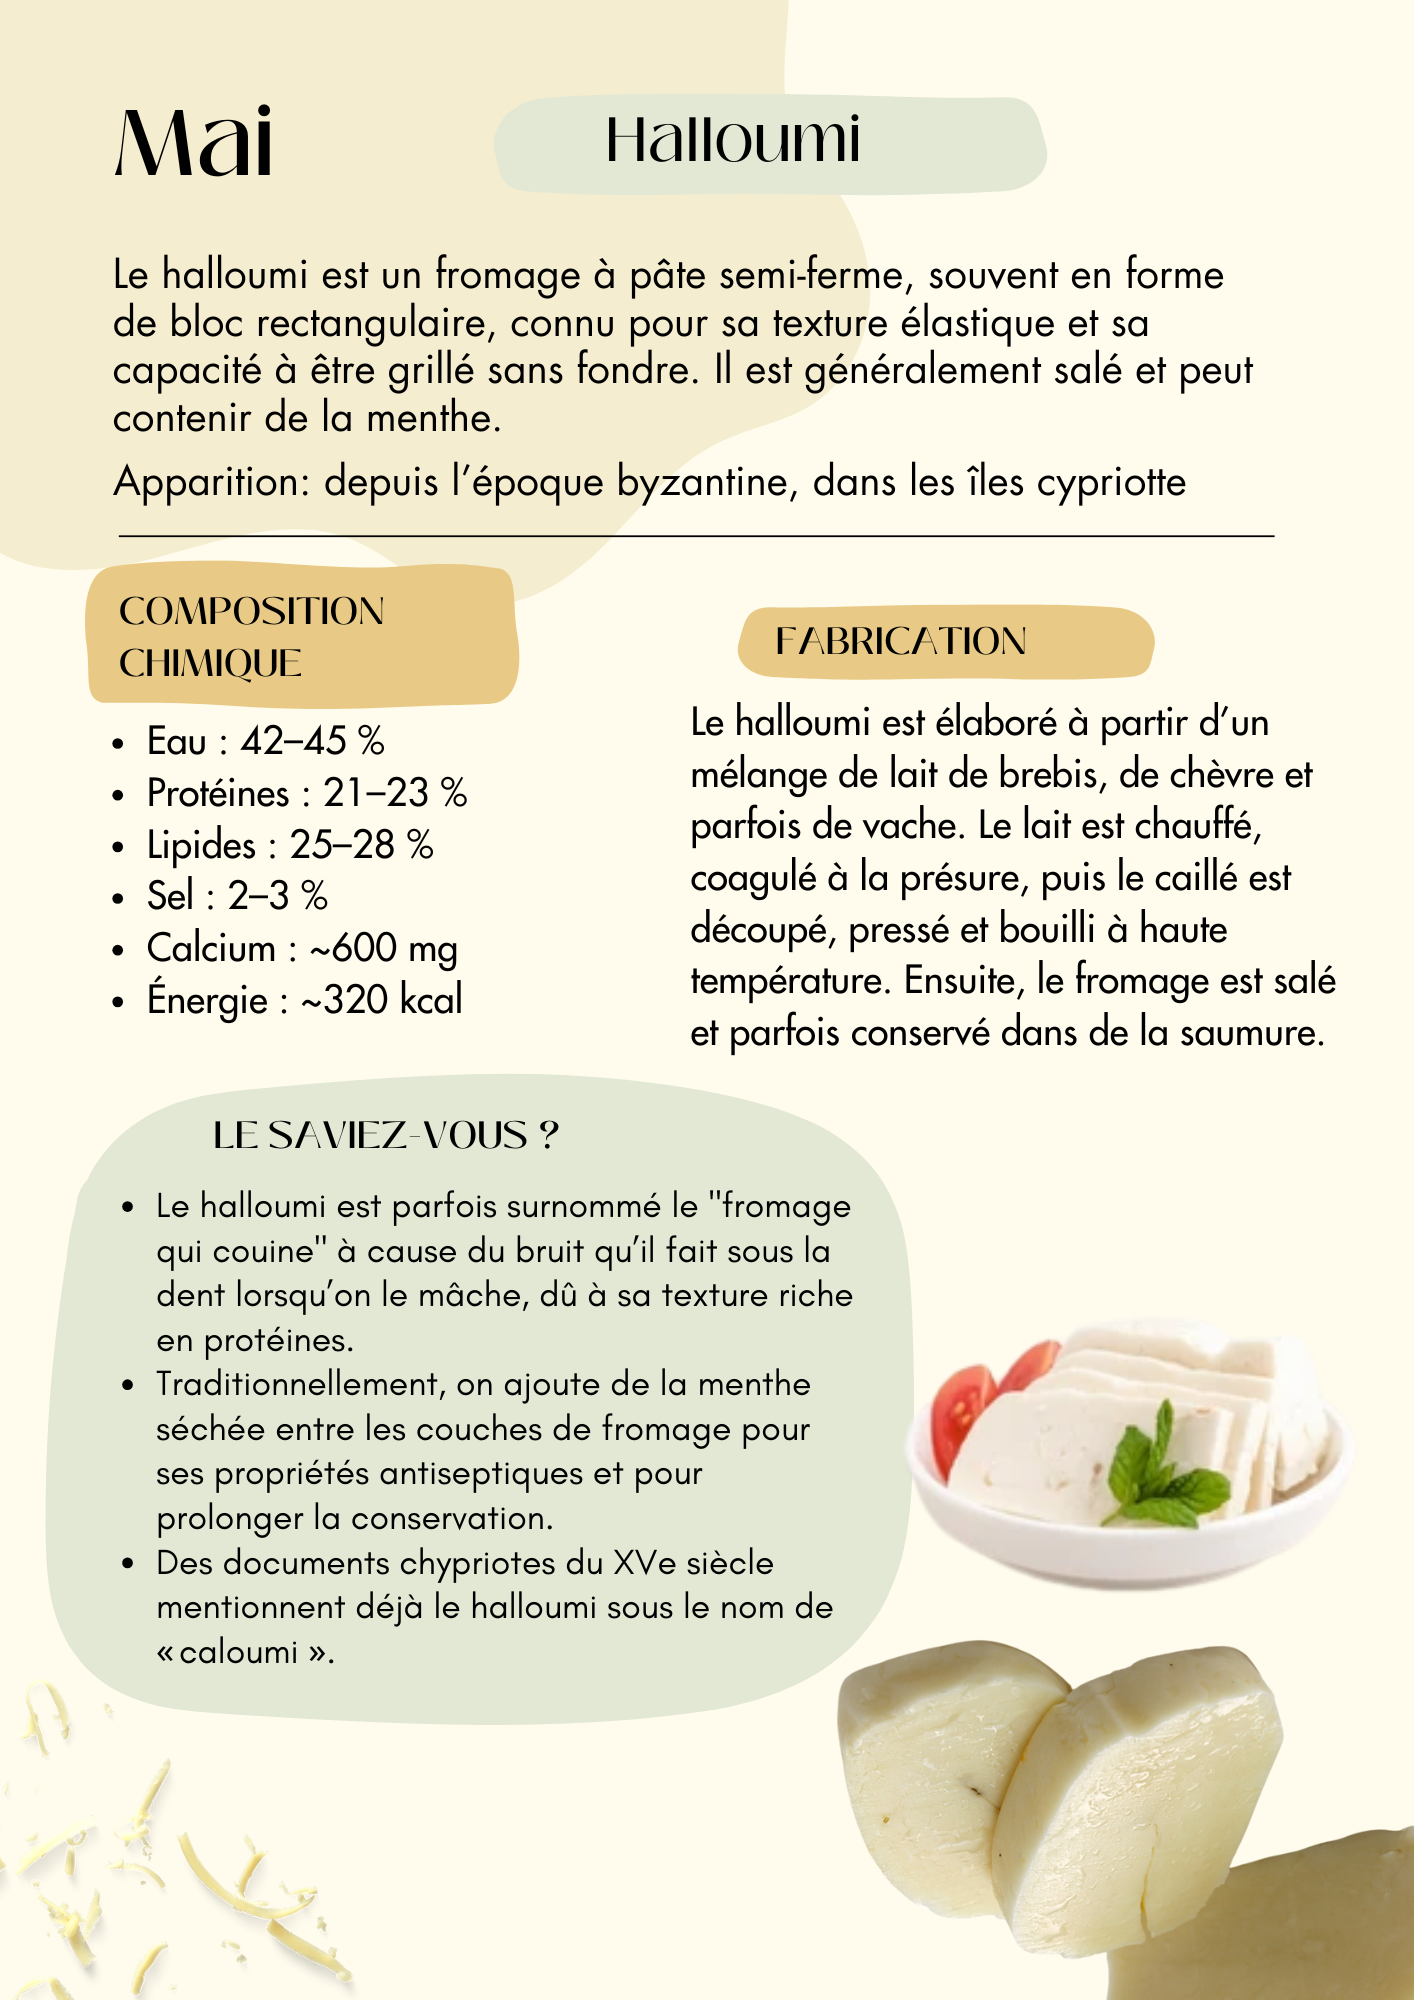 Mai
Halloumi
Le halloumi est un fromage à pâte semi-ferme, souvent en forme
de bloc rectangulaire, connu pour sa texture élastique et sa
capacité à être grillé sans fondre. Il est généralement salé et peut
contenir de la menthe.
Apparition: depuis l’époque byzantine, dans les îles cypriotte
COMPOSITION
CHIMIQUE
• Eau : 42–45 %
• Protéines : 21–23 %
• Lipides : 25–28 %
• Sel : 2–3 %
• Calcium : ~600 mg
• Énergie : ~320 kcal
FABRICATION
Le halloumi est élaboré à partir d’un
mélange de lait de brebis, de chèvre et
parfois de vache. Le lait est chauffé,
coagulé à la présure, puis le caillé est
découpé, pressé et bouilli à haute
température. Ensuite, le fromage est salé
et parfois conservé dans de la saumure.
LE SAVIEZ-VOUS ?
• Le halloumi est parfois surnommé le "fromage
qui couine" à cause du bruit qu’il fait sous la
dent lorsqu’on le mâche, dû à sa texture riche
en protéines.
• Traditionnellement, on ajoute de la menthe
séchée entre les couches de fromage pour
ses propriétés antiseptiques et pour
prolonger la conservation.
• Des documents chypriotes du XVe siècle
mentionnent déjà le halloumi sous le nom de
« caloumi ».